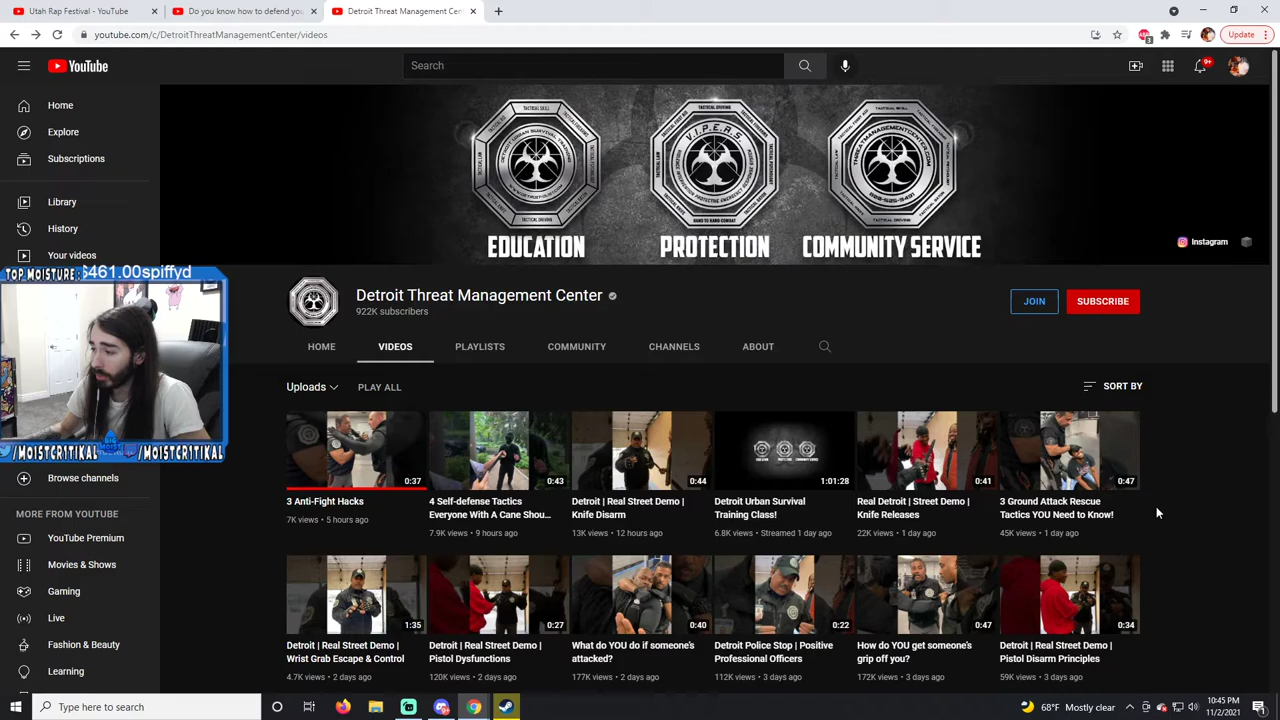 Utah Rap Festival - YouTube
Do you know how to defend you
Detroit Threat Management Cen
youtube.com/c/DetroitThreatManagementCenter/videos
3
Update
YouTube
Search
9+
Home
Explore
Subscriptions
Library
History
Your videos
EDUCATION
PROTECTION
COMMUNITY SERVICE
V.I.P.E.R.S
Instagram
TOP MOISTURE: $461.00spiffyd
/MOISTCR1TIKAL
BIG MOIST
/MOISTCR1TIKAL
Detroit Threat Management Center
922K subscribers
JOIN
SUBSCRIBE
HOME
VIDEOS
PLAYLISTS
COMMUNITY
CHANNELS
ABOUT
Uploads
PLAY ALL
SORT BY
0:37
0:43
0:44
1:01:28
0:41
0:47
3 Anti-Fight Hacks
7K views • 5 hours ago
4 Self-defense Tactics
Everyone With A Cane Shou...
7.9K views • 9 hours ago
Detroit | Real Street Demo |
Knife Disarm
13K views • 12 hours ago
Detroit Urban Survival
Training Class!
6.8K views • Streamed 1 day ago
Real Detroit | Street Demo |
Knife Releases
22K views • 1 day ago
3 Ground Attack Rescue
Tactics YOU Need to Know!
45K views • 1 day ago
Browse channels
MORE FROM YOUTUBE
YouTube Premium
Movies & Shows
Gaming
Live
Fashion & Beauty
Learning
1:35
0:27
0:40
0:22
0:47
0:34
Detroit | Real Street Demo |
Wrist Grab Escape & Control
4.7K views • 2 days ago
Detroit | Real Street Demo |
Pistol Dysfunctions
120K views • 2 days ago
What do YOU do if someone's
attacked?
177K views • 2 days ago
Detroit Police Stop | Positive
Professional Officers
112K views • 3 days ago
How do YOU get someone's
grip off you?
172K views • 3 days ago
Detroit | Real Street Demo |
Pistol Disarm Principles
59K views • 3 days ago
Type here to search
68°F Mostly clear
10:45 PM
11/2/2021
1